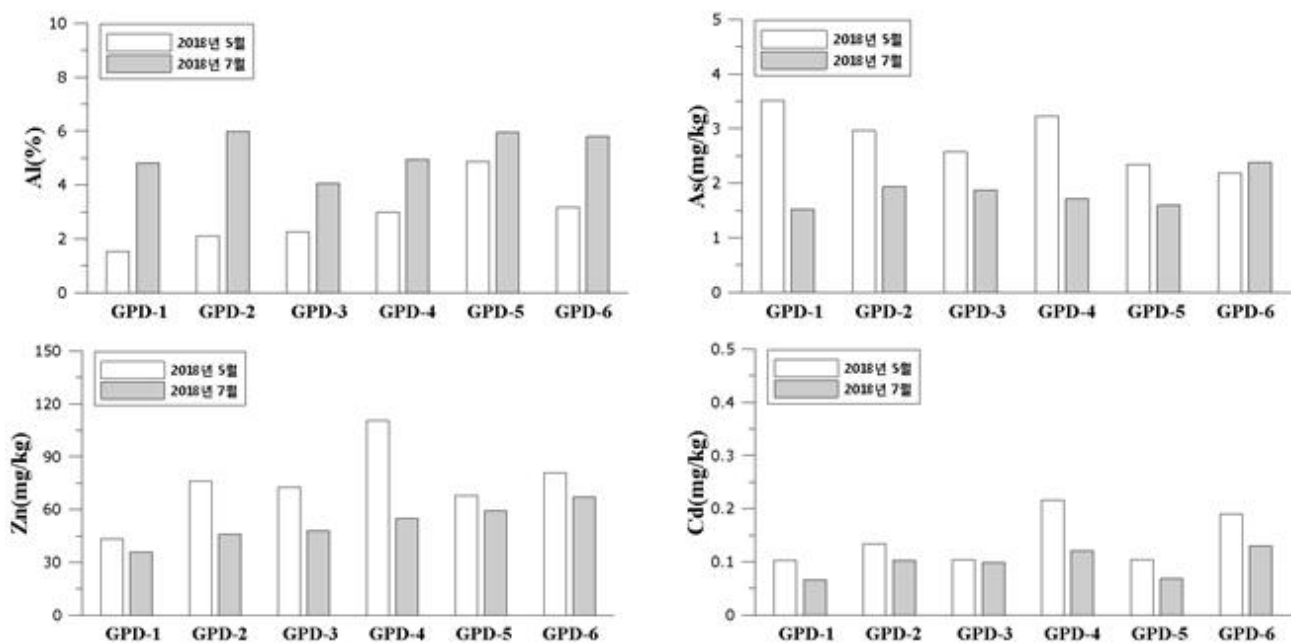 10
2018년 5월
2018년 7월
8
6
4
2
0
Al(%)
GPD-1 GPD-2 GPD-3 GPD-4 GPD-5 GPD-6
5
2018년 5월
2018년 7월
4
3
2
1
0
As(mg/kg)
GPD-1 GPD-2 GPD-3 GPD-4 GPD-5 GPD-6
150
2018년 5월
2018년 7월
120
90
60
30
0
Zn(mg/kg)
GPD-1 GPD-2 GPD-3 GPD-4 GPD-5 GPD-6
0.5
2018년 5월
2018년 7월
0.4
0.3
0.2
0.1
0
Cd(mg/kg)
GPD-1 GPD-2 GPD-3 GPD-4 GPD-5 GPD-6